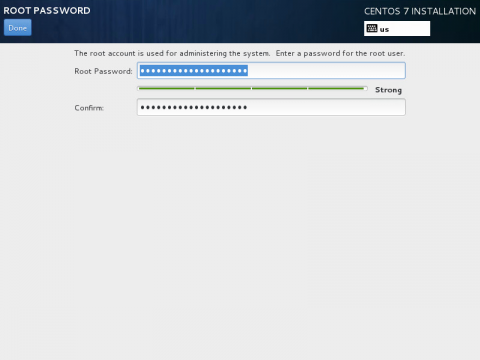 ROOT PASSWORD
CENTOS 7 INSTALLATION
Done
us
The root account is used for administering the system. Enter a password for the root user.
Root Password: ••••••••••••••••••••
Strong
Confirm: ••••••••••••••••••••